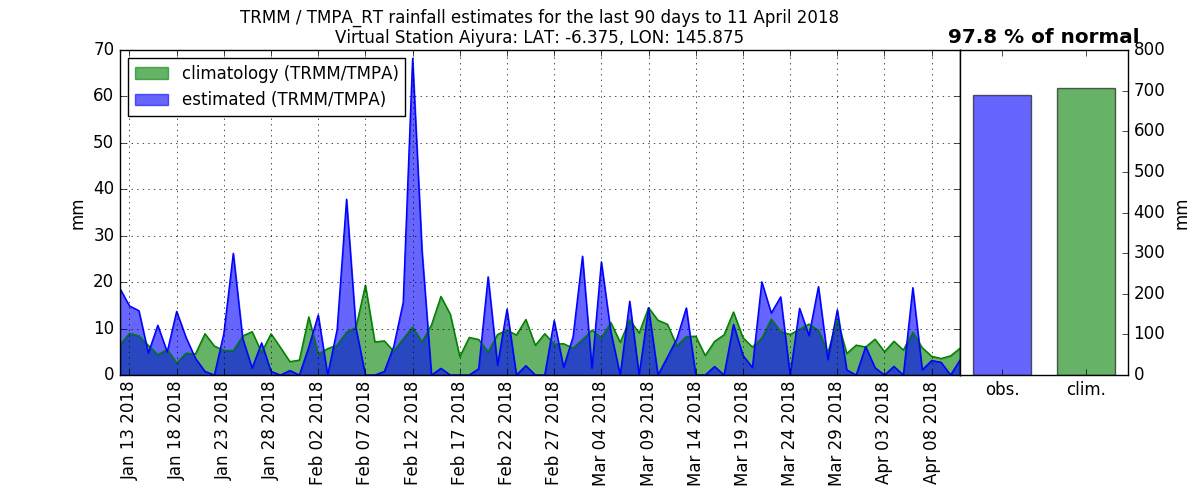 TRMM / TMPA_RT rainfall estimates for the last 90 days to 11 April 2018
Virtual Station Aiyura: LAT: -6.375, LON: 145.875
97.8 % of normal
climatology (TRMM/TMPA)
estimated (TRMM/TMPA)
70
60
50
40
30
20
10
0
mm
Jan 13 2018
Jan 18 2018
Jan 23 2018
Jan 28 2018
Feb 02 2018
Feb 07 2018
Feb 12 2018
Feb 17 2018
Feb 22 2018
Feb 27 2018
Mar 04 2018
Mar 09 2018
Mar 14 2018
Mar 19 2018
Mar 24 2018
Mar 29 2018
Apr 03 2018
Apr 08 2018
obs.
clim.
800
700
600
500
400
300
200
100
0
mm